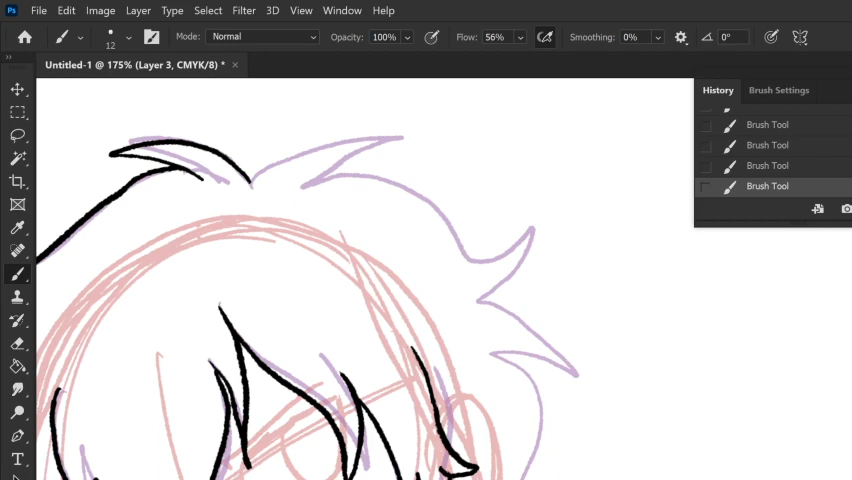 Ps File Edit Image Layer Type Select Filter 3D View Window Help
12 Mode: Normal Opacity: 100% Flow: 56% Smoothing: 0% 0°
Untitled-1 @ 175% (Layer 3, CMYK/8) * ×
History Brush Settings
Brush Tool
Brush Tool
Brush Tool
Brush Tool